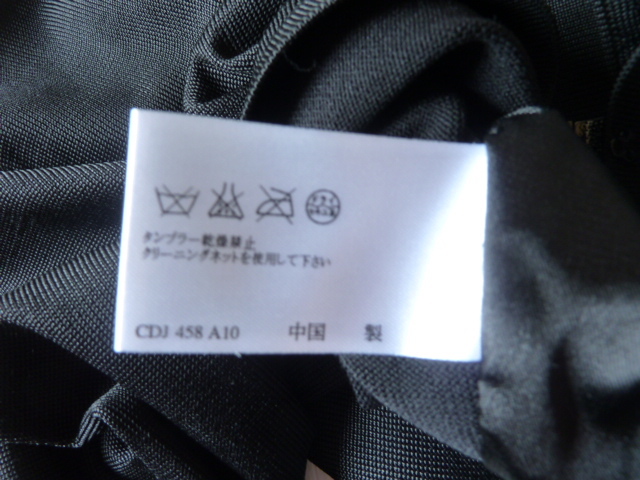 タンブラー乾燥禁止
クリーニングネットを使用して下さい
CDJ 458 A10 中国 製